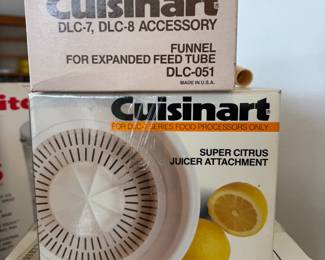 Cuisinart
DLC-7, DLC-8 ACCESSORY
FUNNEL
FOR EXPANDED FEED TUBE
DLC-051
MADE IN U.S.A.
Cuisinart
SUPER CITRUS
JUICER ATTACHMENT